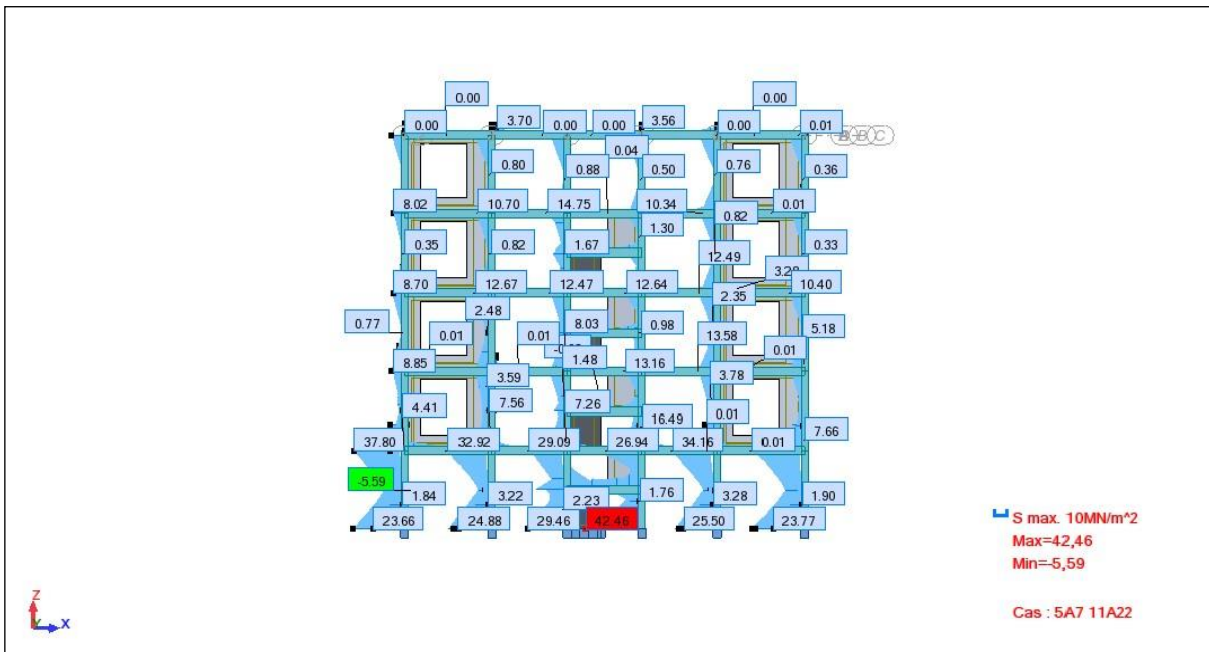 0.00 0.00
0.00 3.70 0.00 0.00 3.56 0.00 0.01
0.04
0.80 0.88 0.50 0.76 0.36
8.02 10.70 14.75 10.34 0.82 0.01
1.30
0.35 0.82 1.67 12.49 0.33
8.70 12.67 12.47 12.64 2.35 10.40
2.48
0.77 0.01 0.01 8.03 0.98 13.58 0.01 5.18
8.85 3.59 1.48 13.16 3.78
4.41 7.56 7.26 16.49 0.01 7.66
37.80 32.92 29.09 26.94 34.16 0.01
-5.59 1.84 3.22 2.23 1.76 3.28 1.90
23.66 24.88 29.46 42.46 25.50 23.77
S max. 10MN/m^2
Max=42,46
Min=-5,59
Cas : 5A7 11A22
Z
X